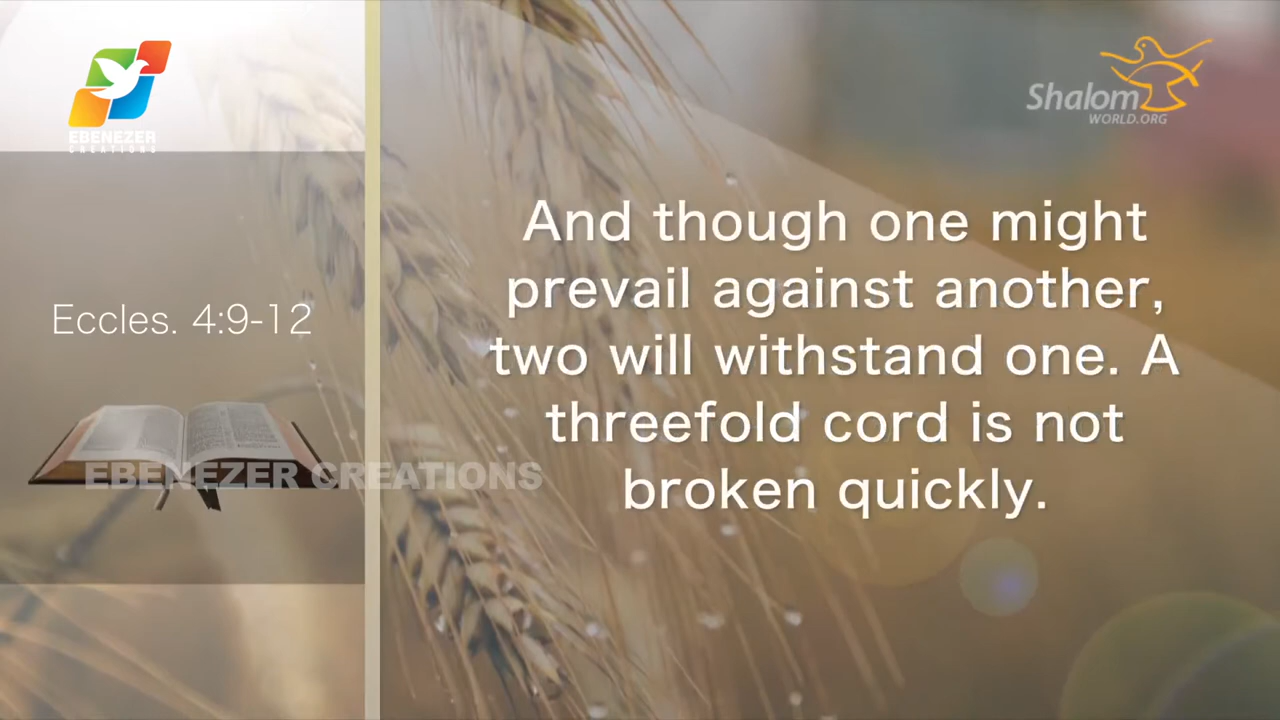 EBENEZER
CREATIONS
Shalom
WORLD.ORG
Eccles. 4:9-12
And though one might
prevail against another,
two will withstand one. A
threefold cord is not
broken quickly.
EBENEZER CREATIONS